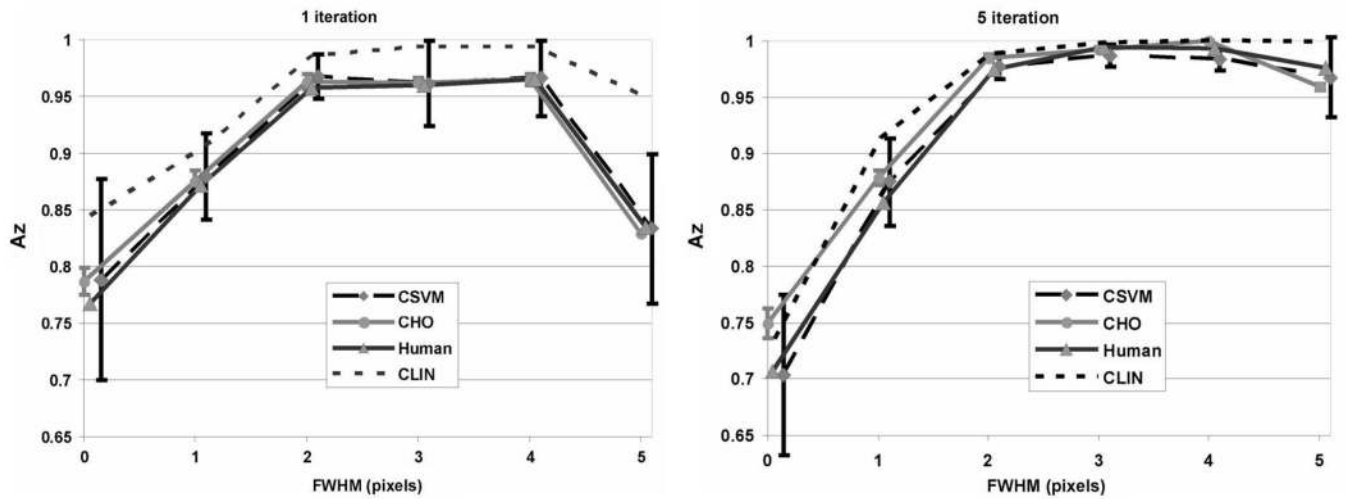 1 iteration
1
0.95
0.9
0.85
0.8
0.75
0.7
0.65
Az
0 1 2 3 4 5
FWHM (pixels)
CSVM
CHO
Human
CLIN
5 iteration
1
0.95
0.9
0.85
0.8
0.75
0.7
0.65
Az
0 1 2 3 4 5
FWHM (pixels)
CSVM
CHO
Human
CLIN